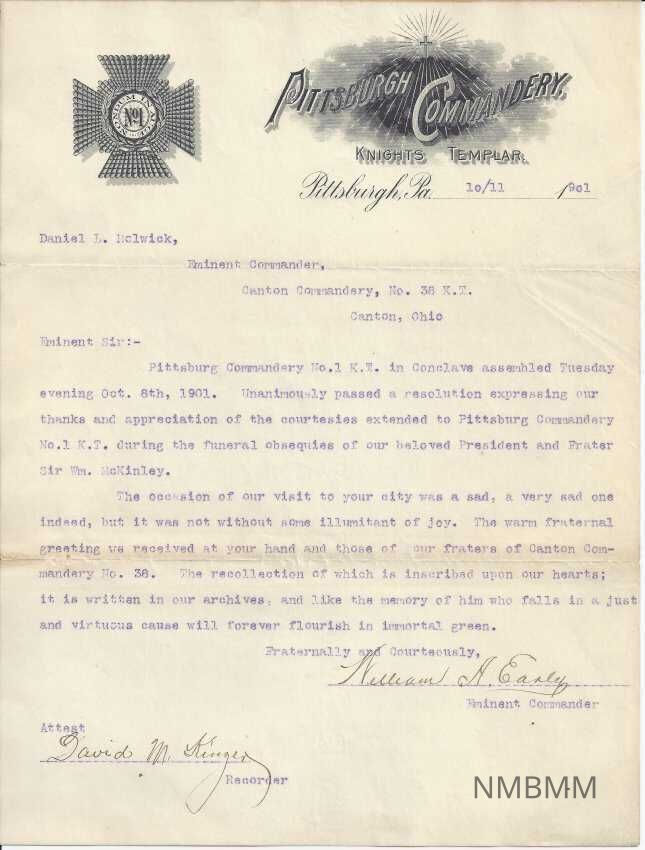 No1
PITTSBURGH COMMANDERY,
KNIGHTS TEMPLAR.
Pittsburgh, Pa. 10/11 1901
Daniel L. McIwick,
Eminent Commander,
Canton Commandery, No. 38 K.T.
Canton, Ohio
Eminent Sir:-
Pittsburg Commandery No.1 K.T. in Conclave assembled Tuesday
evening Oct. 8th, 1901. Unanimously passed a resolution expressing our
thanks and appreciation of the courtesies extended to Pittsburg Commandery
No.1 K.T. during the funeral obsequies of our beloved President and Frater
Sir Wm. McKinley.
The occasion of our visit to your city was a sad, a very sad one
indeed, but it was not without some illumitant of joy. The warm fraternal
greeting we received at your hand and those of our fraters of Canton Com-
mandery No. 38. The recollection of which is inscribed upon our hearts;
it is written in our archives, and like the memory of him who falls in a just
and virtuous cause will forever flourish in immortal green.
Fraternally and Courteously,
William H. Early
Eminent Commander
Attest
David M. Kinzer
Recorder
NMBMM